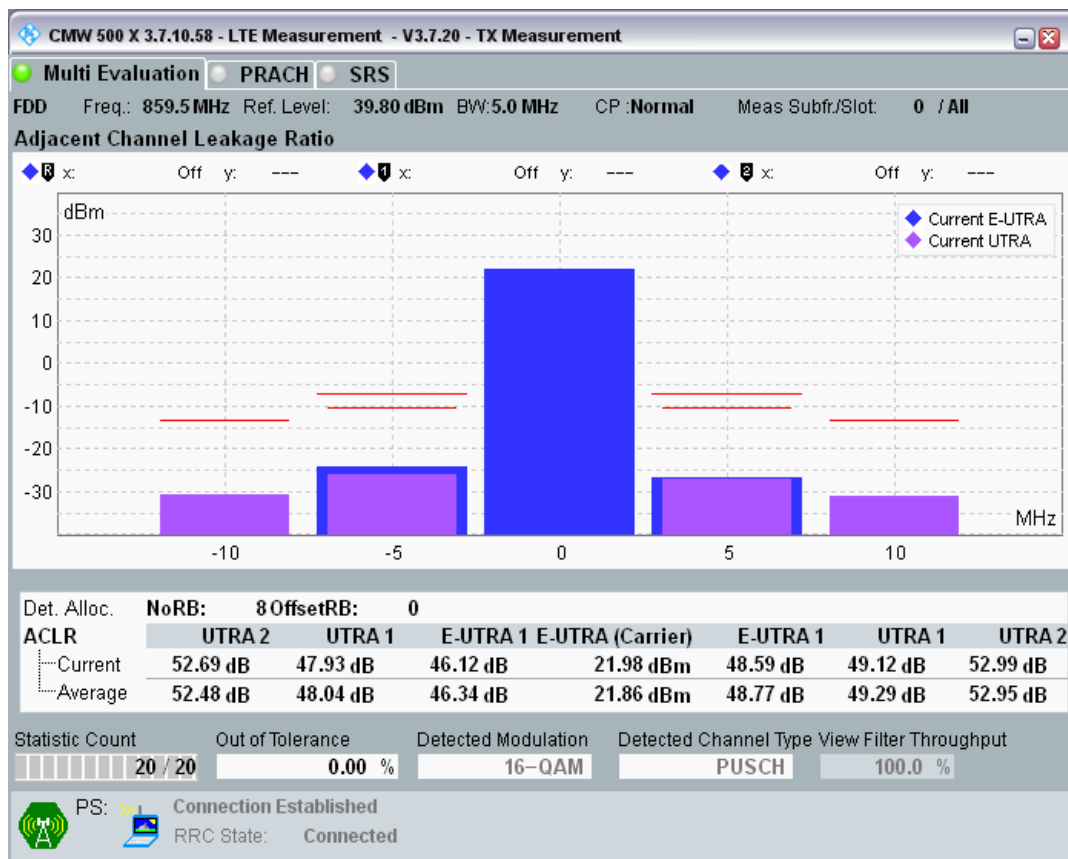 CMW 500 X 3.7.10.58 - LTE Measurement - V3.7.20 - TX Measurement
Multi Evaluation PRACH SRS
FDD Freq.: 859.5 MHz Ref. Level: 39.80 dBm BW:5.0 MHz CP :Normal Meas Subfr./Slot: 0 / All
Adjacent Channel Leakage Ratio
R x: Off y: --- 1 x: Off y: --- 2 x: Off y: ---
dBm
Current E-UTRA
Current UTRA
30
20
10
0
-10
-20
-30
MHz
-10 -5 0 5 10
Det. Alloc. NoRB: 8 OffsetRB: 0
ACLR UTRA 2 UTRA 1 E-UTRA 1 E-UTRA (Carrier) E-UTRA 1 UTRA 1 UTRA 2
Current 52.69 dB 47.93 dB 46.12 dB 21.98 dBm 48.59 dB 49.12 dB 52.99 dB
Average 52.48 dB 48.04 dB 46.34 dB 21.86 dBm 48.77 dB 49.29 dB 52.95 dB
Statistic Count Out of Tolerance Detected Modulation Detected Channel Type View Filter Throughput
20 / 20 0.00 % 16-QAM PUSCH 100.0 %
PS: Connection Established
RRC State: Connected